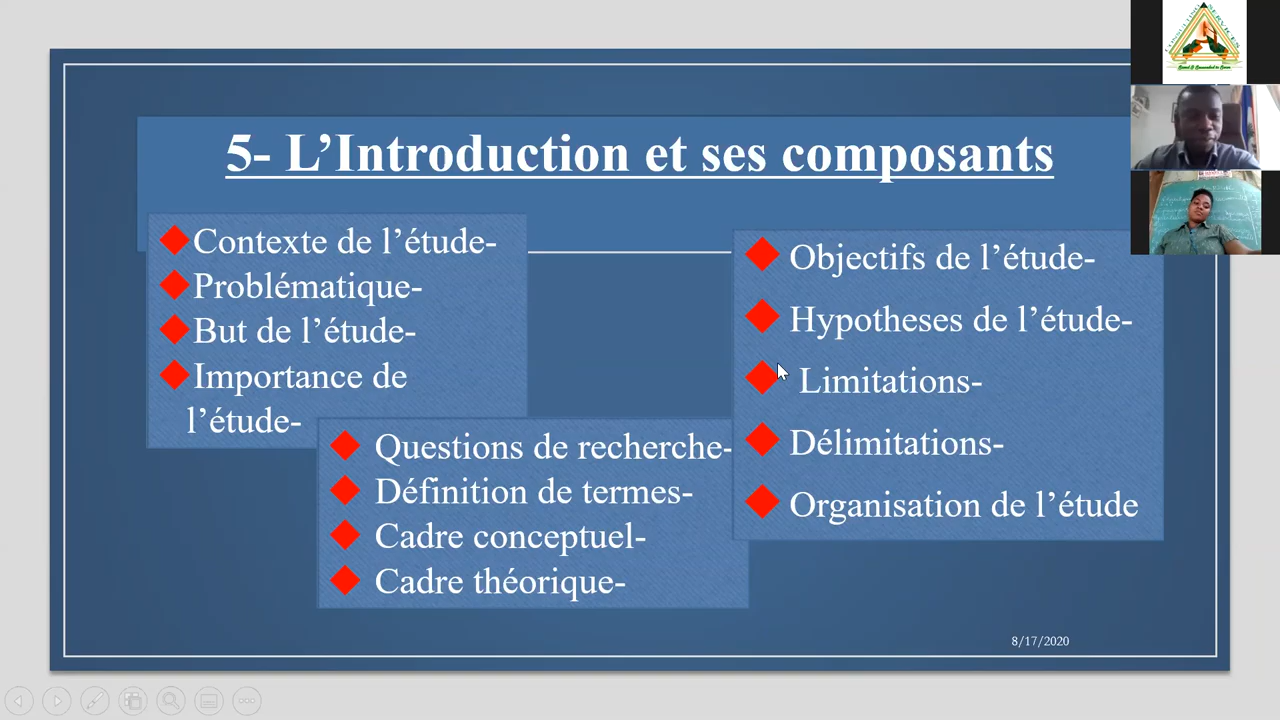 5- L’Introduction et ses composants
Contexte de l’étude-
Problématique-
But de l’étude-
Importance de
l’étude-
Questions de recherche-
Définition de termes-
Cadre conceptuel-
Cadre théorique-
Objectifs de l’étude-
Hypotheses de l’étude-
Limitations-
Délimitations-
Organisation de l’étude
8/17/2020